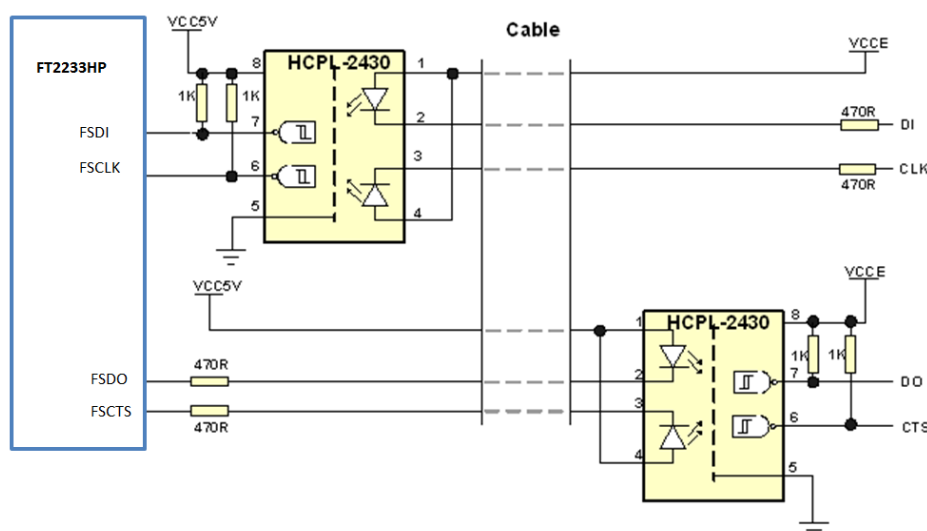 VCC5V
Cable
VCCE
FT2233HP
8
HCPL-2430
1
1K
1K
470R
7
2
DI
FSDI
3
FSCLK
6
CLK
470R
5
4
VCC5V
VCCE
8
1
HCPL-2430
470R
1K
1K
FSDO
2
7
DO
FSCTS
3
6
CTS
470R
4
5